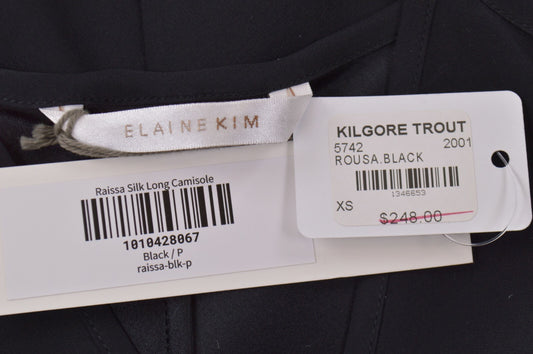 ELAINE KIM
Raissa Silk Long Camisole
1010428067
Black / P
raissa-blk-p
KILGORE TROUT
5742 2001
ROUSA.BLACK
1346653
XS
$248.00